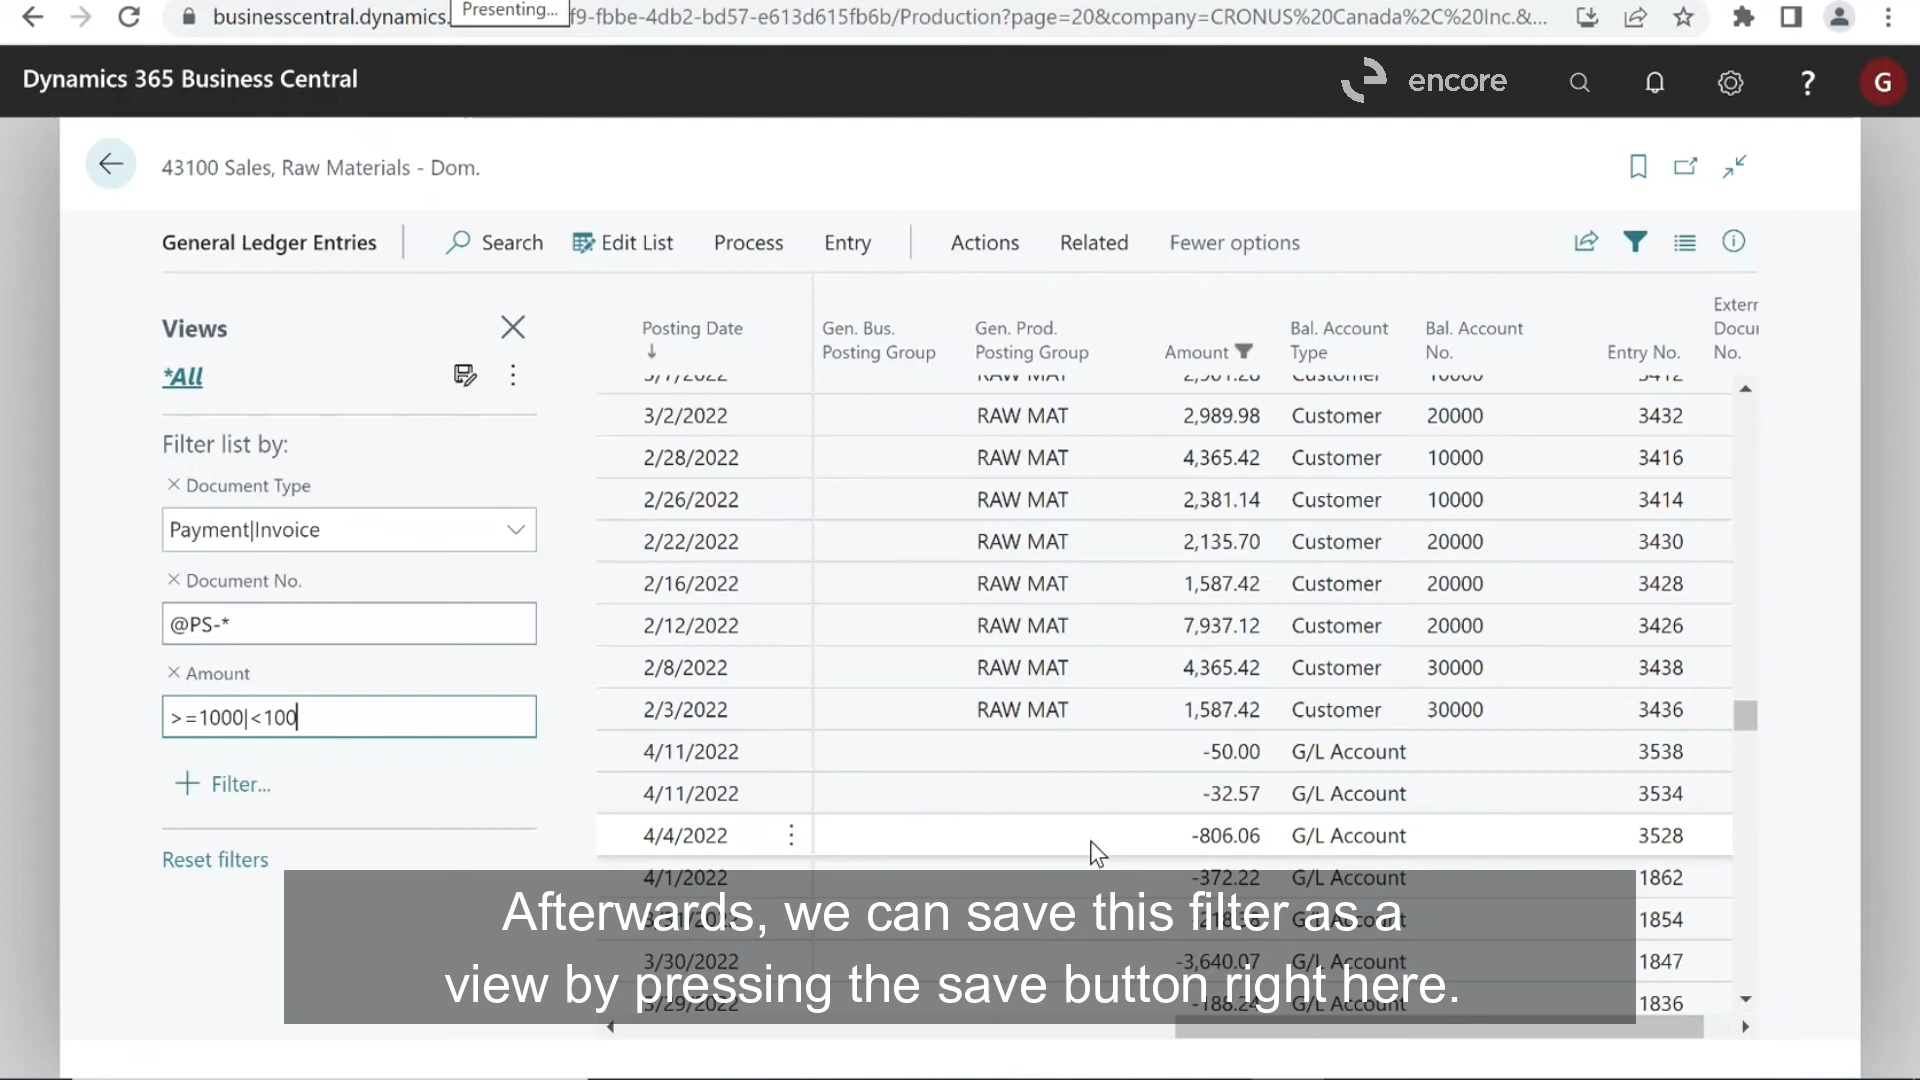 Presenting...
businesscentral.dynamics.
f9-fbbe-4db2-bd57-e613d615fb6b/Production?page=20&company=CRONUS%20Canada%2C%20Inc.&...
Dynamics 365 Business Central
encore
?
G
43100 Sales, Raw Materials - Dom.
General Ledger Entries
Search
Edit List
Process
Entry
Actions
Related
Fewer options
Views
*All
Filter list by:
× Document Type
Payment|Invoice
× Document No.
@PS-*
× Amount
>=1000|<100
+ Filter...
Reset filters
Posting Date ↓ Gen. Bus. Posting Group Gen. Prod. Posting Group Amount Bal. Account Type Bal. Account No. Entry No. Extern Docu No.
3/2/2022 RAW MAT 2,989.98 Customer 20000 3432
2/28/2022 RAW MAT 4,365.42 Customer 10000 3416
2/26/2022 RAW MAT 2,381.14 Customer 10000 3414
2/22/2022 RAW MAT 2,135.70 Customer 20000 3430
2/16/2022 RAW MAT 1,587.42 Customer 20000 3428
2/12/2022 RAW MAT 7,937.12 Customer 20000 3426
2/8/2022 RAW MAT 4,365.42 Customer 30000 3438
2/3/2022 RAW MAT 1,587.42 Customer 30000 3436
4/11/2022 -50.00 G/L Account 3538
4/11/2022 -32.57 G/L Account 3534
4/4/2022 -806.06 G/L Account 3528
4/1/2022 -372.22 G/L Account 1862
G/L Account 1854
3/30/2022 -3,640.07 G/L Account 1847
3/29/2022 -188.24 G/L Account 1836
Afterwards, we can save this filter as a
view by pressing the save button right here.